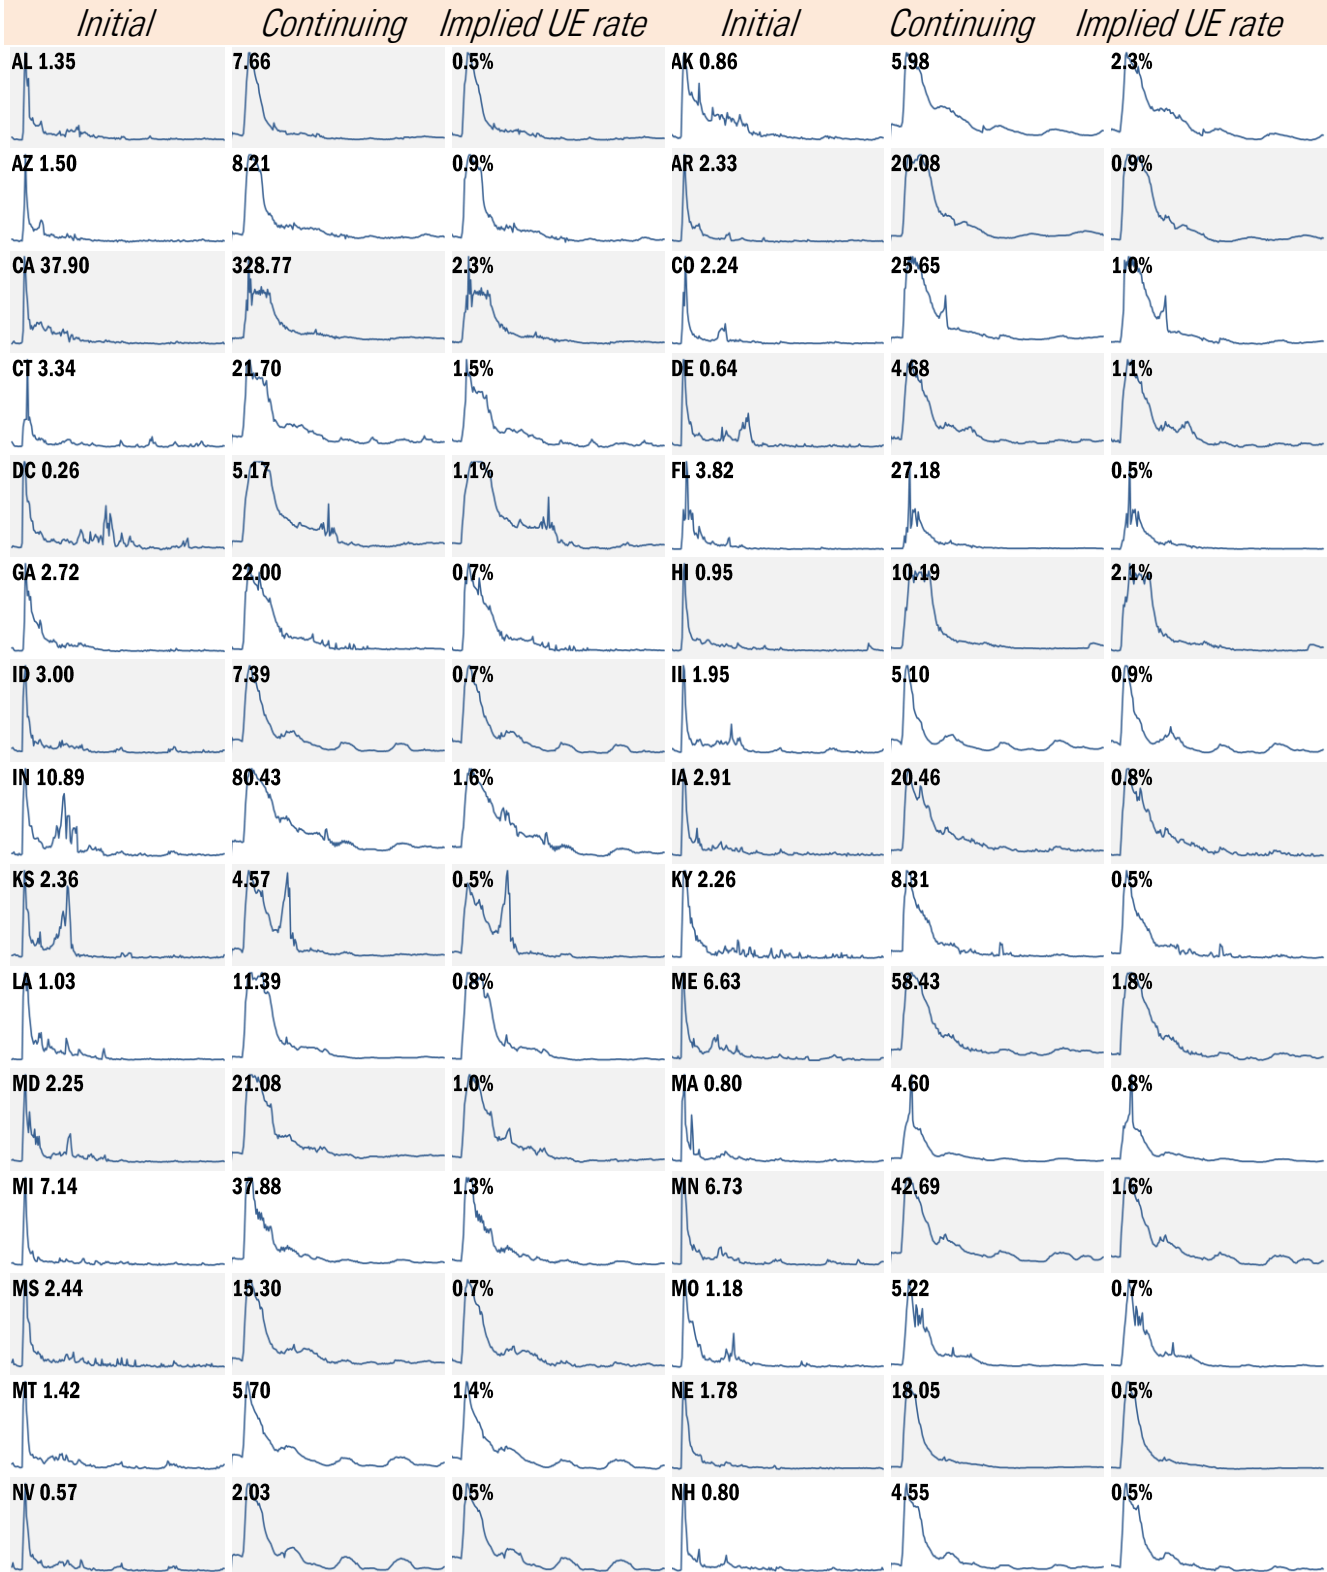 Initial Continuing Implied UE rate Initial Continuing Implied UE rate
AL 1.35 7.66 0.5% AK 0.86 5.98 2.3%
AZ 1.50 8.21 0.9% AR 2.33 20.08 0.9%
CA 37.90 328.77 2.3% CO 2.24 25.65 1.0%
CT 3.34 21.70 1.5% DE 0.64 4.68 1.1%
DC 0.26 5.17 1.1% FL 3.82 27.18 0.5%
GA 2.72 22.00 0.7% HI 0.95 10.19 2.1%
ID 3.00 7.39 0.7% IL 1.95 5.10 0.9%
IN 10.89 80.43 1.6% IA 2.91 20.46 0.8%
KS 2.36 4.57 0.5% KY 2.26 8.31 0.5%
LA 1.03 11.39 0.8% ME 6.63 58.43 1.8%
MD 2.25 21.08 1.0% MA 0.80 4.60 0.8%
MI 7.14 37.88 1.3% MN 6.73 42.69 1.6%
MS 2.44 15.30 0.7% MO 1.18 5.22 0.7%
MT 1.42 5.70 1.4% NE 1.78 18.05 0.5%
NV 0.57 2.03 0.5% NH 0.80 4.55 0.5%